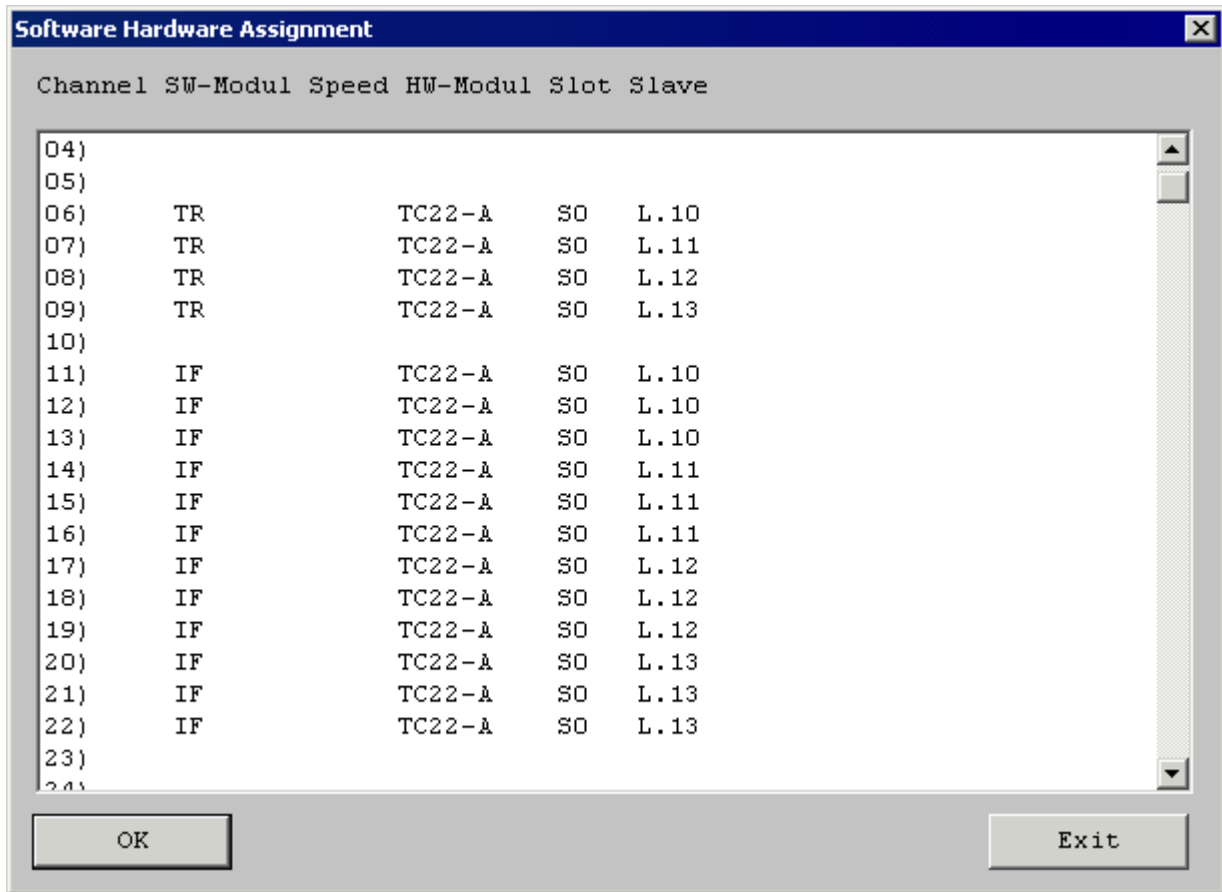 Software Hardware Assignment
Channel SW-Modul Speed HW-Modul Slot Slave
04)
05)
06) TR TC22-A S0 L.10
07) TR TC22-A S0 L.11
08) TR TC22-A S0 L.12
09) TR TC22-A S0 L.13
10)
11) IF TC22-A S0 L.10
12) IF TC22-A S0 L.10
13) IF TC22-A S0 L.10
14) IF TC22-A S0 L.11
15) IF TC22-A S0 L.11
16) IF TC22-A S0 L.11
17) IF TC22-A S0 L.12
18) IF TC22-A S0 L.12
19) IF TC22-A S0 L.12
20) IF TC22-A S0 L.13
21) IF TC22-A S0 L.13
22) IF TC22-A S0 L.13
23)
24)
OK Exit